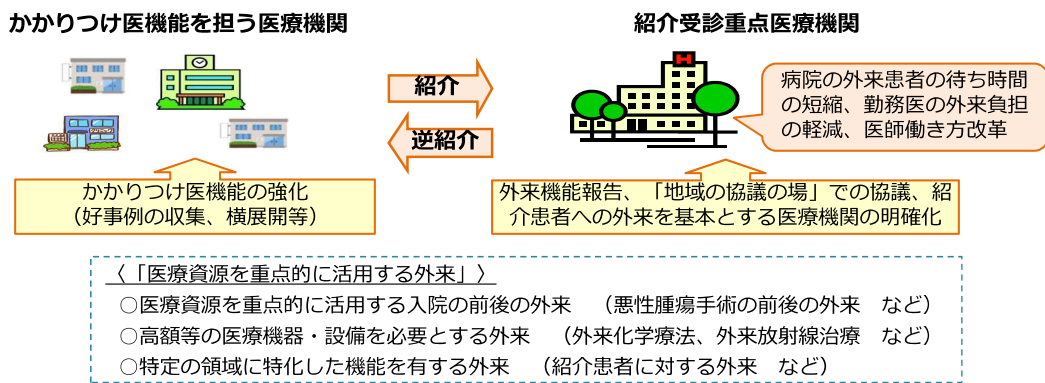 かかりつけ医機能を担う医療機関
紹介受診重点医療機関
紹介
逆紹介
H
病院の外来患者の待ち時間
の短縮、勤務医の外来負担
の軽減、医師働き方改革
クリニック
かかりつけ医機能の強化
（好事例の収集、横展開等）
外来機能報告、「地域の協議の場」での協議、紹
介患者への外来を基本とする医療機関の明確化
〈「医療資源を重点的に活用する外来」〉
○医療資源を重点的に活用する入院の前後の外来　（悪性腫瘍手術の前後の外来　など）
○高額等の医療機器・設備を必要とする外来　（外来化学療法、外来放射線治療　など）
○特定の領域に特化した機能を有する外来　（紹介患者に対する外来　など）